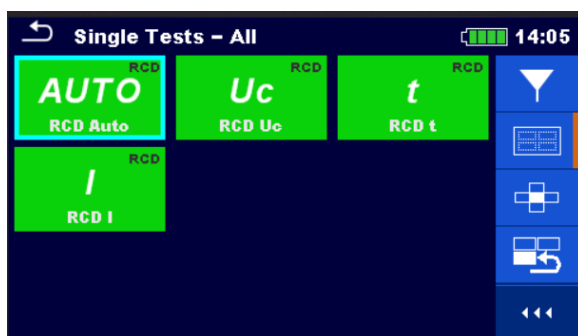 Single Tests – All 14:05
RCD RCD RCD
AUTO Uc t
RCD Auto RCD Uc RCD t
RCD
I
RCD I